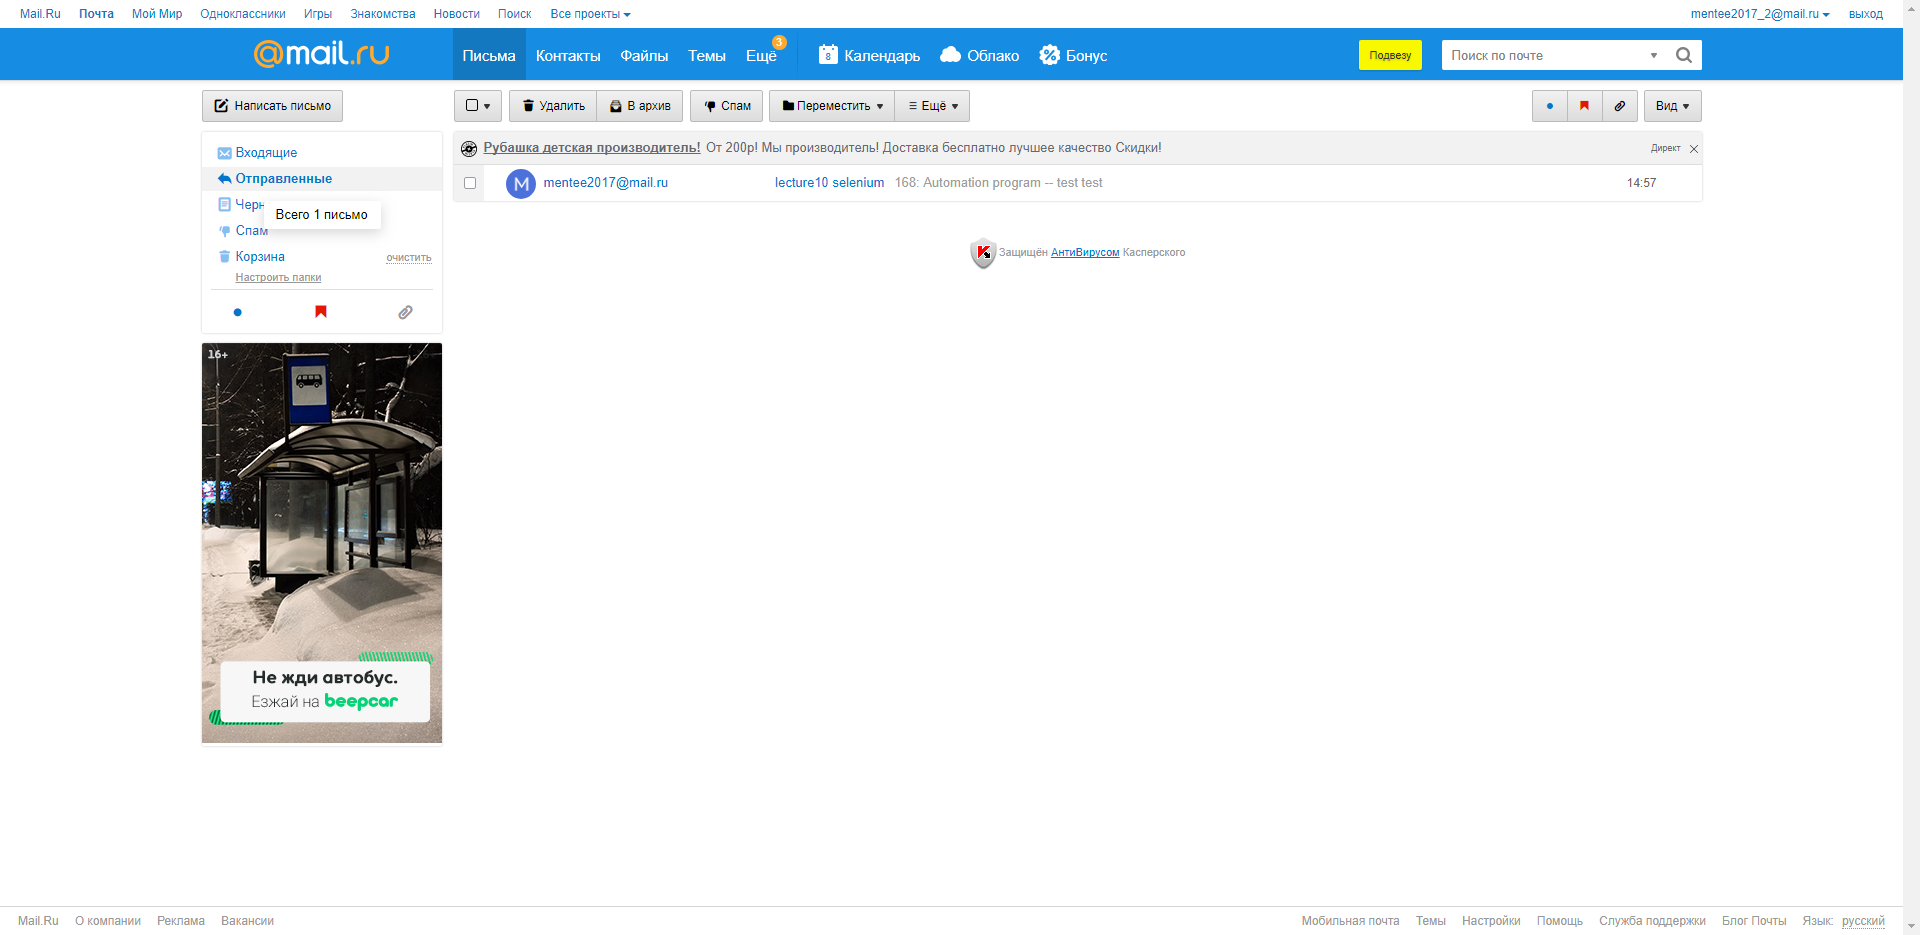 Mail.Ru Почта Мой Мир Одноклассники Игры Знакомства Новости Поиск Все проекты mentee2017_2@mail.ru выход
@mail.ru Письма Контакты Файлы Темы Ещё 3 8 Календарь Облако Бонус Подвезу Поиск по почте
Написать письмо Удалить В архив Спам Переместить Ещё Вид
Рубашка детская производитель! От 200р! Мы производитель! Доставка бесплатно лучшее качество Скидки! Директ
mentee2017@mail.ru lecture10 selenium 168: Automation program -- test test 14:57
M
Входящие
Отправленные
Черн
Всего 1 письмо
Спам
Корзина очистить
Настроить папки
Защищён АнтиВирусом Касперского
16+
Не жди автобус.
Езжай на beepcar
Mail.Ru О компании Реклама Вакансии Мобильная почта Темы Настройки Помощь Служба поддержки Блог Почты Язык: русский